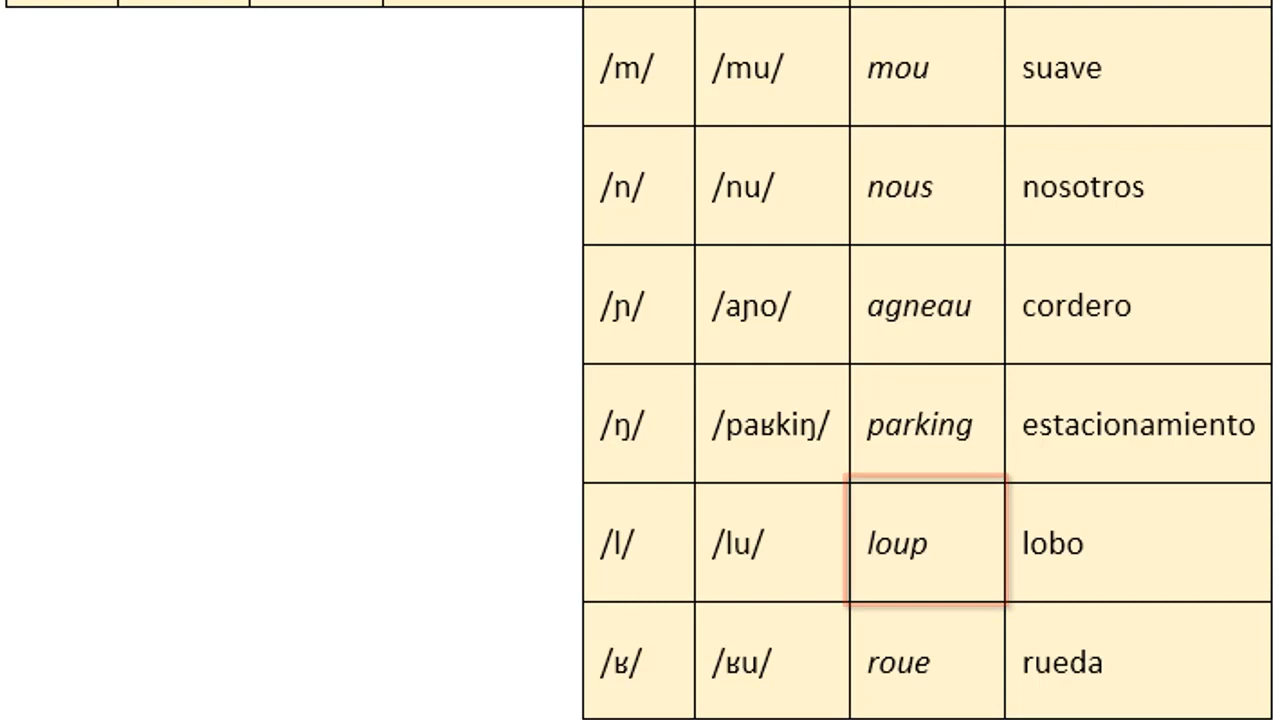 /m/ /mu/ mou suave
/n/ /nu/ nous nosotros
/ɲ/ /aɲo/ agneau cordero
/ŋ/ /paʁkiŋ/ parking estacionamiento
/l/ /lu/ loup lobo
/ʁ/ /ʁu/ roue rueda